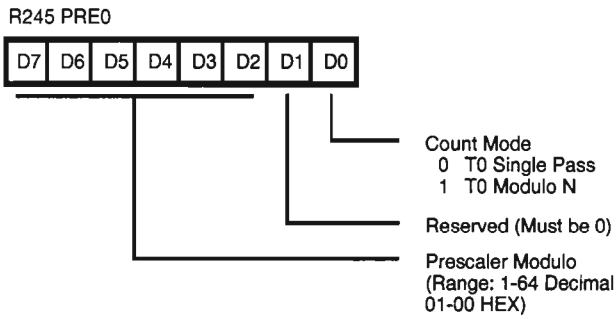 R245 PRE0
D7 D6 D5 D4 D3 D2 D1 D0
Count Mode
0 T0 Single Pass
1 T0 Modulo N
Reserved (Must be 0)
Prescaler Modulo
(Range: 1-64 Decimal
01-00 HEX)